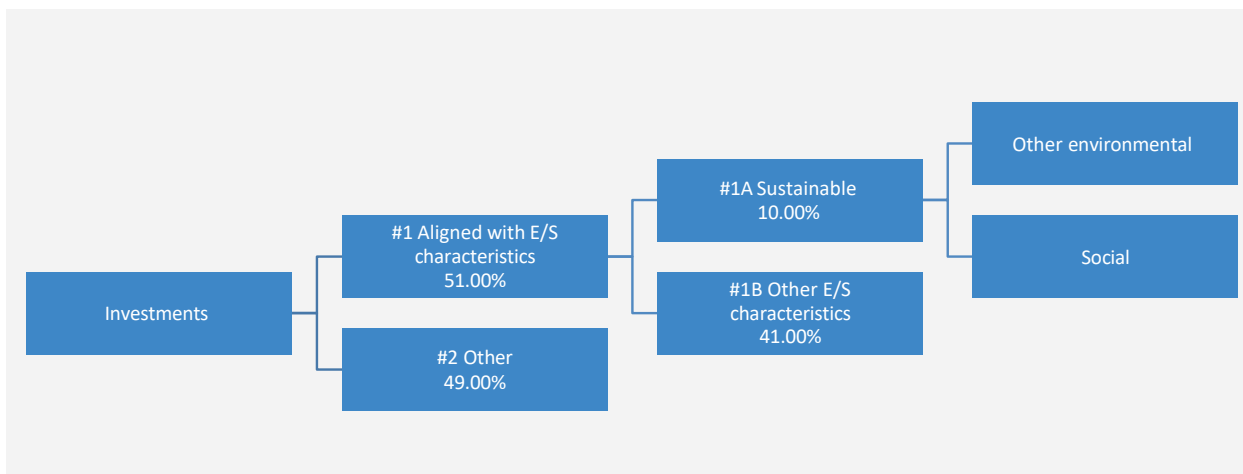 Investments
#1 Aligned with E/S
characteristics
51.00%
#2 Other
49.00%
#1A Sustainable
10.00%
#1B Other E/S
characteristics
41.00%
Other environmental
Social